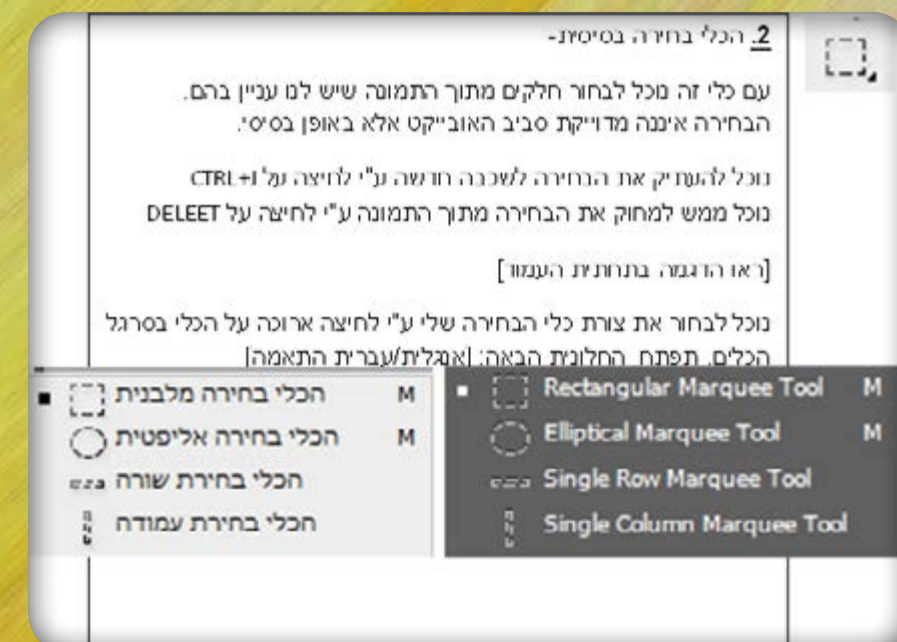 2. הכלי בחירה בסיסית-
עם כלי זה נוכל לבחור חלקים מתוך התמונה שיש לנו עניין בהם.
הבחירה איננה מדוייקת סביב האובייקט אלא באופן בסיסי.
נוכל להעתיק את הבחירה לשכבה חדשה ע"י לחיצה על CTRL+J
נוכל ממש למחוק את הבחירה מתוך התמונה ע"י לחיצה על DELEET
[ראו הדגמה בתחתית העמוד]
נוכל לבחור את צורת כלי הבחירה שלי ע"י לחיצה ארוכה על הכלי בסרגל
הכלים. תפתח החלונית הבאה: [אנגלית/עברית התאמה]
הכלי בחירה מלבנית M
הכלי בחירה אליפטית M
הכלי בחירת שורה
הכלי בחירת עמודה
Rectangular Marquee Tool M
Elliptical Marquee Tool M
Single Row Marquee Tool
Single Column Marquee Tool